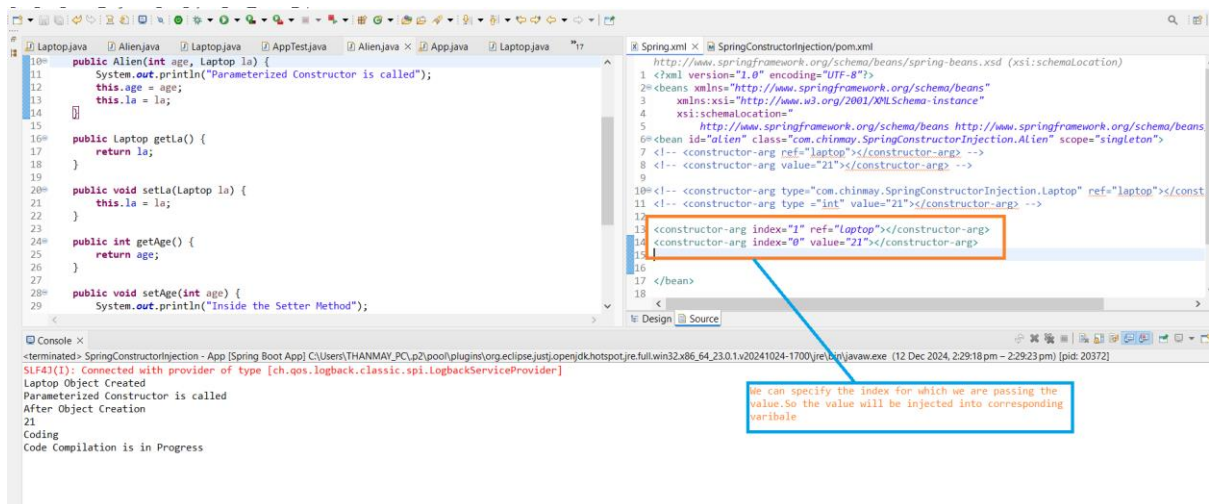 Laptop.java Alien.java Laptop.java AppTest.java Alien.java App.java Laptop.java "17
10 public Alien(int age, Laptop la) {
11 System.out.println("Parameterized Constructor is called");
12 this.age = age;
13 this.la = la;
14 }
15
16 public Laptop getLa() {
17 return la;
18 }
19
20 public void setLa(Laptop la) {
21 this.la = la;
22 }
23
24 public int getAge() {
25 return age;
26 }
27
28 public void setAge(int age) {
29 System.out.println("Inside the Setter Method");
Spring.xml SpringConstructorInjection/pom.xml
http://www.springframework.org/schema/beans/spring-beans.xsd (xsi:schemaLocation)
1 <?xml version="1.0" encoding="UTF-8"?>
2 <beans xmlns="http://www.springframework.org/schema/beans"
3 xmlns:xsi="http://www.w3.org/2001/XMLSchema-instance"
4 xsi:schemaLocation="
5 http://www.springframework.org/schema/beans http://www.springframework.org/schema/beans
6 <bean id="alien" class="com.chinmay.SpringConstructorInjection.Alien" scope="singleton">
7 <!-- <constructor-arg ref="laptop"></constructor-arg> -->
8 <!-- <constructor-arg value="21"></constructor-arg> -->
9
10 <!-- <constructor-arg type="com.chinmay.SpringConstructorInjection.Laptop" ref="laptop"></const
11 <!-- <constructor-arg type ="int" value="21"></constructor-arg> -->
12
13 <constructor-arg index="1" ref="laptop"></constructor-arg>
14 <constructor-arg index="0" value="21"></constructor-arg>
15
16
17 </bean>
18
Design Source
Console
<terminated> SpringConstructorInjection - App [Spring Boot App] C:\Users\THANMAY_PC\.p2\pool\plugins\org.eclipse.justj.openjdk.hotspot.jre.full.win32.x86_64_23.0.1.v20241024-1700\jre\bin\javaw.exe (12 Dec 2024, 2:29:18 pm – 2:29:23 pm) [pid: 20372]
SLF4J(I): Connected with provider of type [ch.qos.logback.classic.spi.LogbackServiceProvider]
Laptop Object Created
Parameterized Constructor is called
After Object Creation
21
Coding
Code Compilation is in Progress
We can specify the index for which we are passing the
value.So the value will be injected into corresponding
varibale